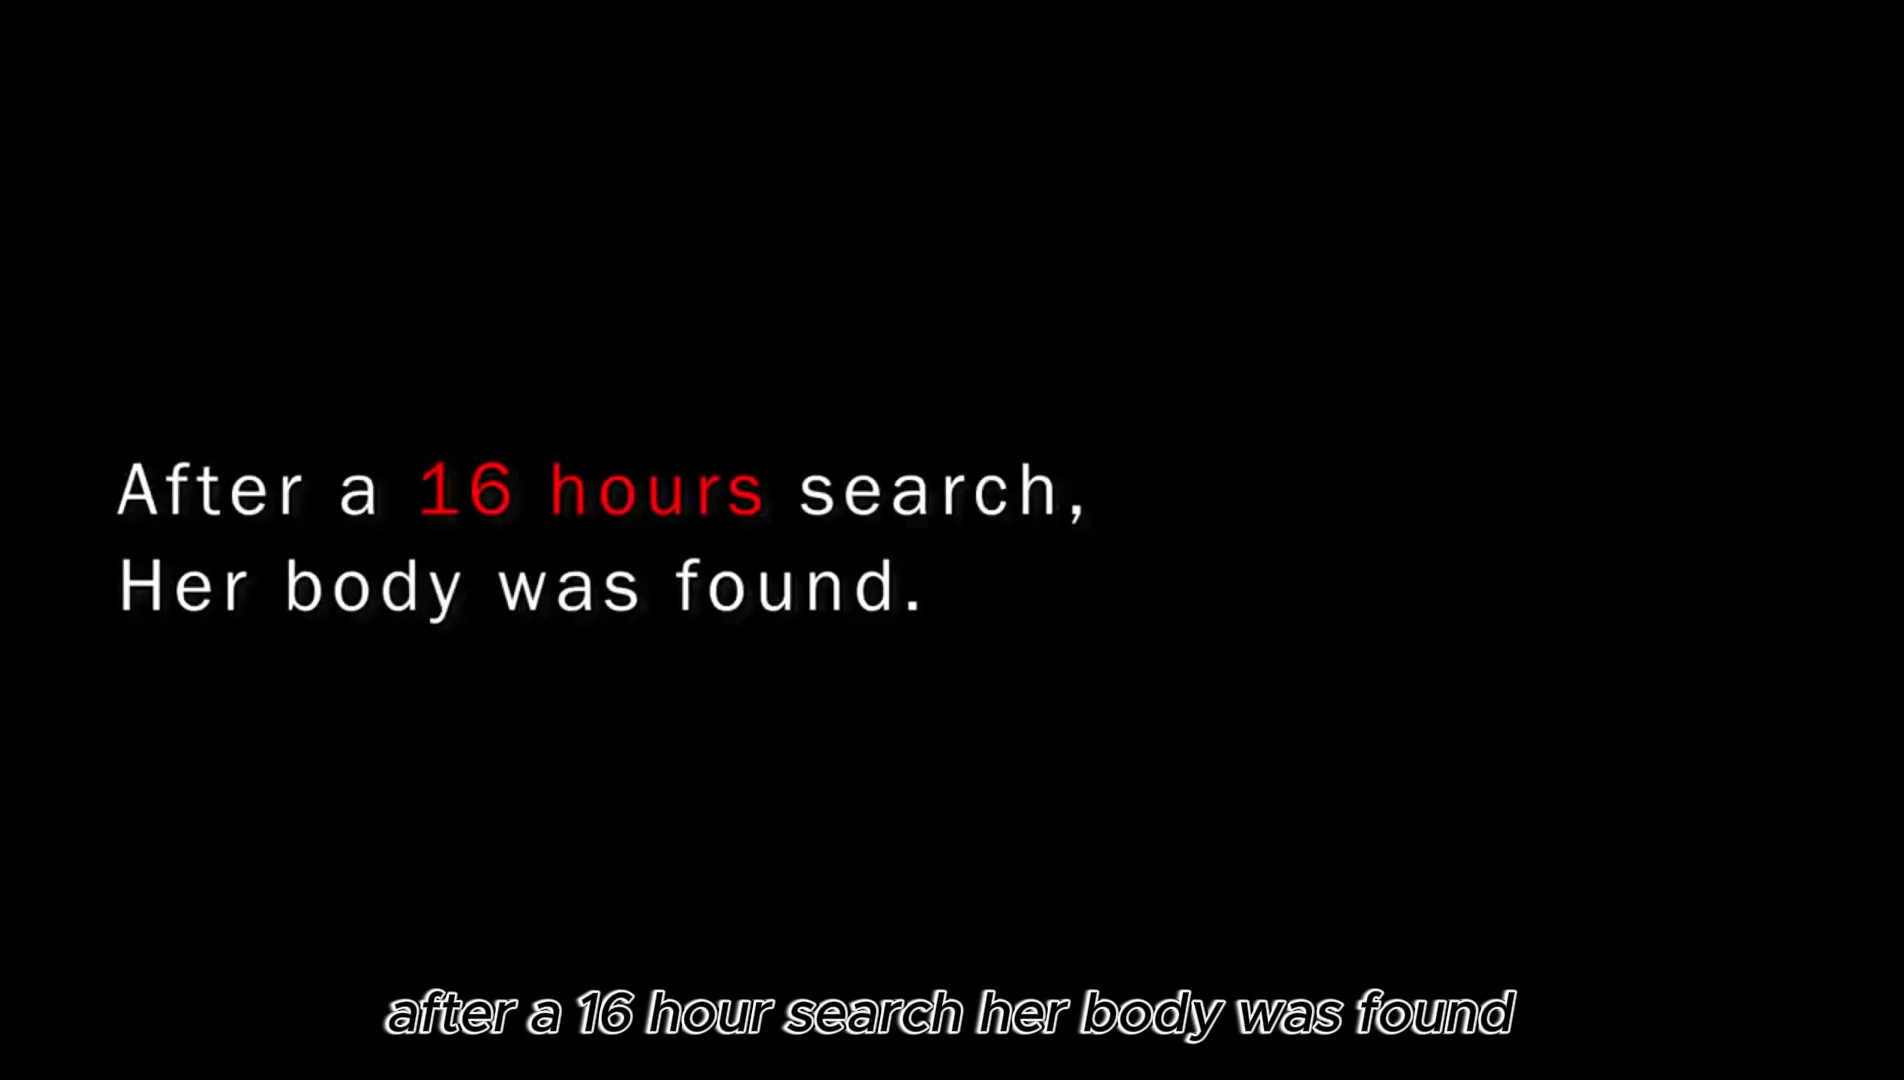 After a 16 hours search,
Her body was found.
after a 16 hour search her body was found